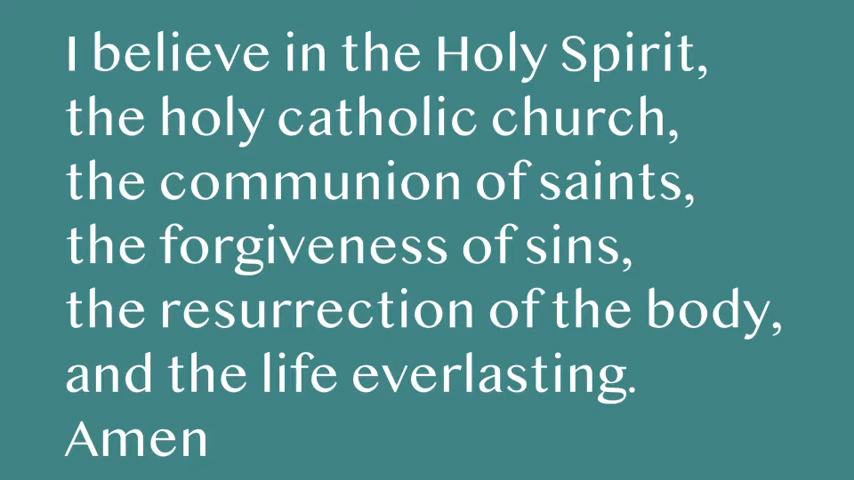 I believe in the Holy Spirit,
the holy catholic church,
the communion of saints,
the forgiveness of sins,
the resurrection of the body,
and the life everlasting.
Amen